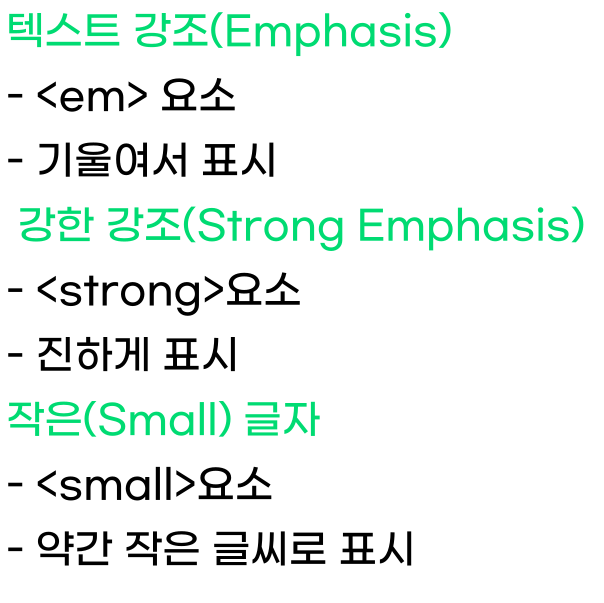 텍스트 강조(Emphasis)
- <em> 요소
- 기울여서 표시
강한 강조(Strong Emphasis)
- <strong>요소
- 진하게 표시
작은(Small) 글자
- <small>요소
- 약간 작은 글씨로 표시